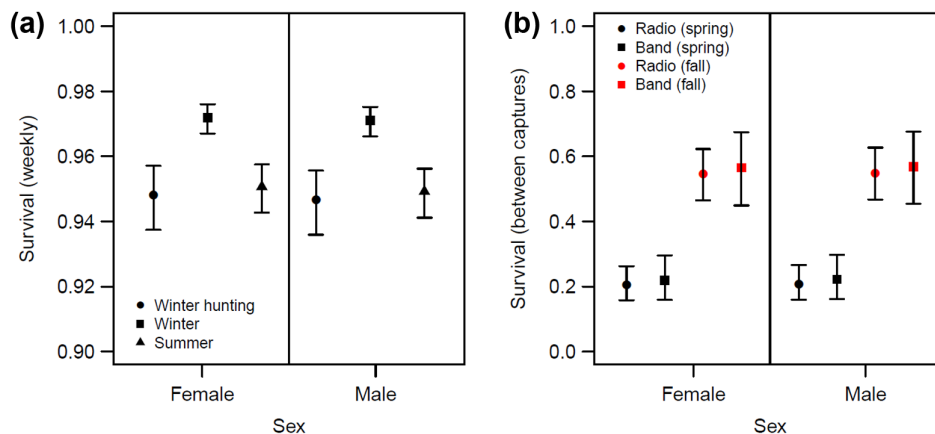 (a)
Survival (weekly)
1.00
0.98
0.96
0.94
0.92
0.90
Winter hunting
Winter
Summer
Female
Male
Sex
(b)
Survival (between captures)
1.0
0.8
0.6
0.4
0.2
0.0
Radio (spring)
Band (spring)
Radio (fall)
Band (fall)
Female
Male
Sex